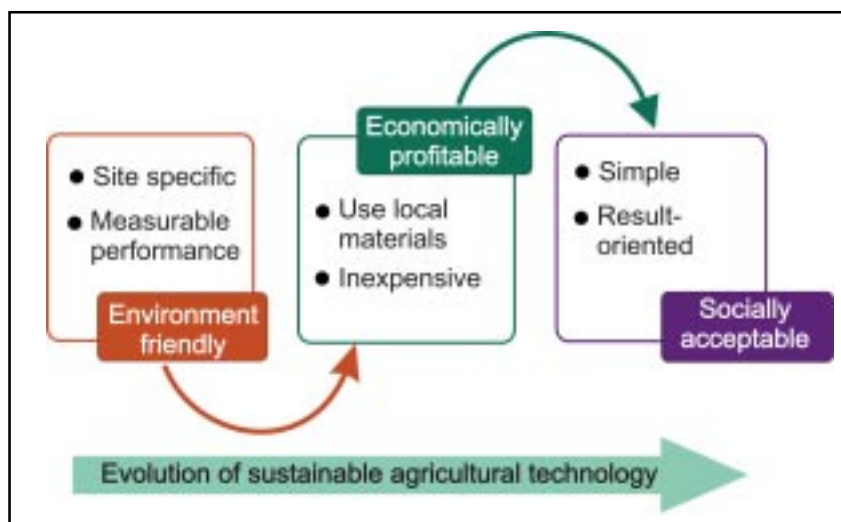 ● Site specific
● Measurable
performance
Environment
friendly
Economically
profitable
● Use local
materials
● Inexpensive
● Simple
● Result-
oriented
Socially
acceptable
Evolution of sustainable agricultural technology